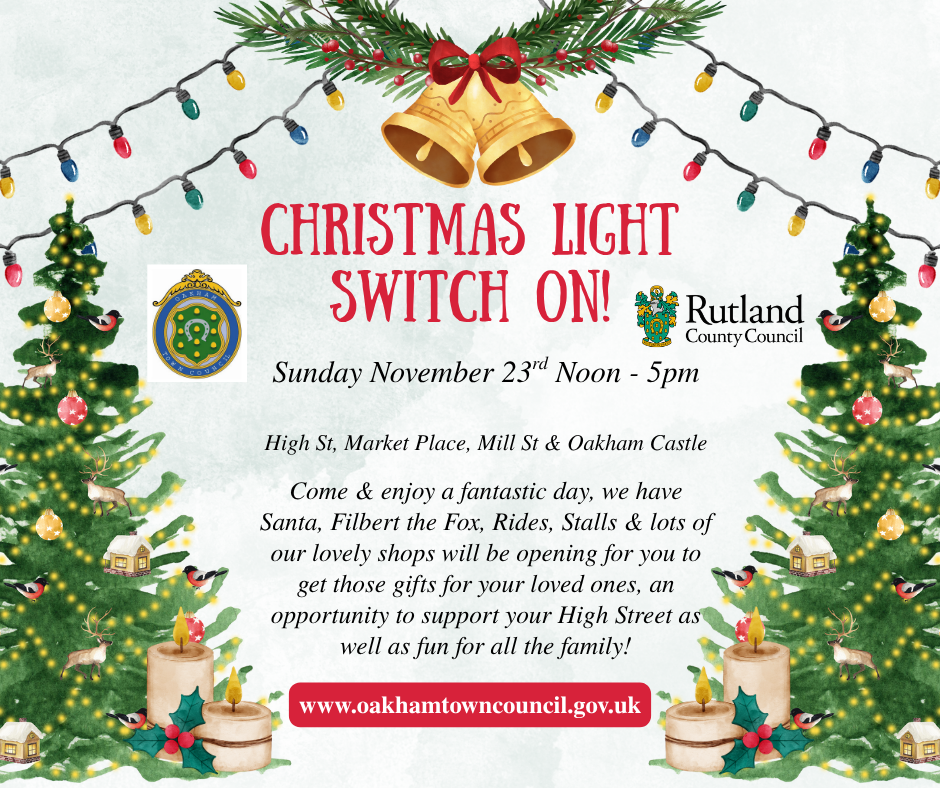 CHRISTMAS LIGHT
SWITCH ON!
OAKHAM
TOWN COUNCIL
Rutland
County Council
Sunday November 23rd Noon - 5pm
High St, Market Place, Mill St & Oakham Castle
Come & enjoy a fantastic day, we have
Santa, Filbert the Fox, Rides, Stalls & lots of
our lovely shops will be opening for you to
get those gifts for your loved ones, an
opportunity to support your High Street as
well as fun for all the family!
www.oakhamtowncouncil.gov.uk